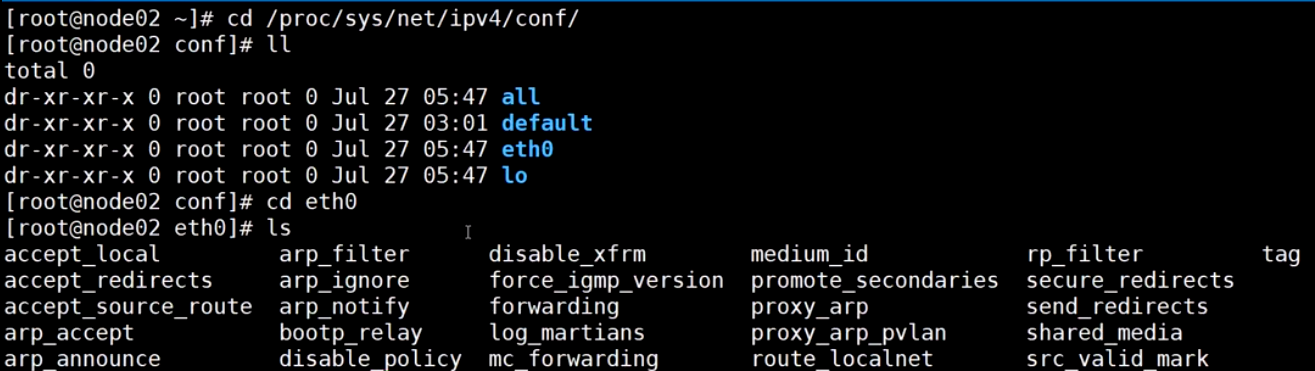 [root@node02 ~]# cd /proc/sys/net/ipv4/conf/
[root@node02 conf]# ll
total 0
dr-xr-xr-x 0 root root 0 Jul 27 05:47 all
dr-xr-xr-x 0 root root 0 Jul 27 03:01 default
dr-xr-xr-x 0 root root 0 Jul 27 05:47 eth0
dr-xr-xr-x 0 root root 0 Jul 27 05:47 lo
[root@node02 conf]# cd eth0
[root@node02 eth0]# ls
accept_local         arp_filter      disable_xfrm        medium_id            rp_filter         tag
accept_redirects     arp_ignore      force_igmp_version  promote_secondaries  secure_redirects
accept_source_route  arp_notify      forwarding          proxy_arp            send_redirects
arp_accept           bootp_relay     log_martians        proxy_arp_pvlan      shared_media
arp_announce         disable_policy  mc_forwarding       route_localnet       src_valid_mark